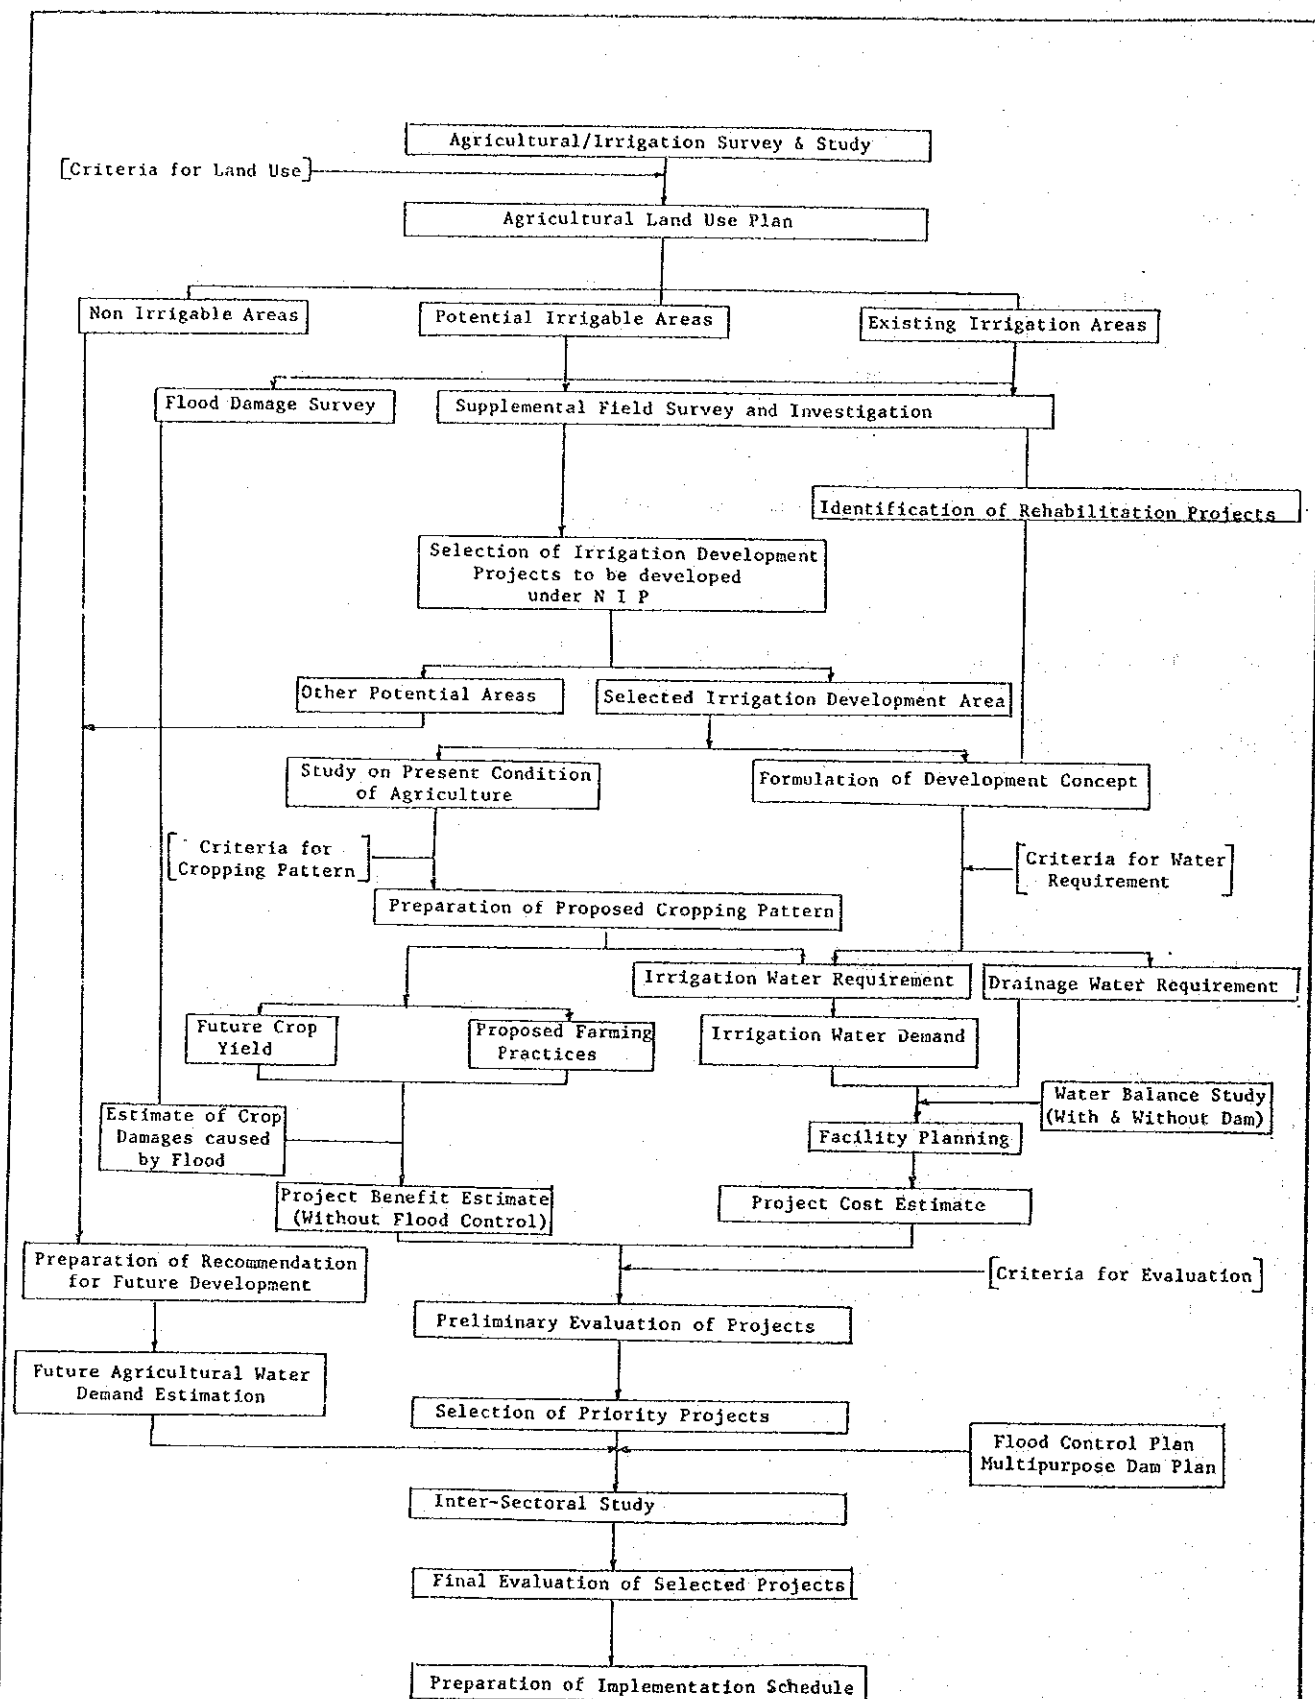 Agricultural/Irrigation Survey & Study
[Criteria for Land Use]
Agricultural Land Use Plan
Non Irrigable Areas
Potential Irrigable Areas
Existing Irrigation Areas
Flood Damage Survey
Supplemental Field Survey and Investigation
Identification of Rehabilitation Projects
Selection of Irrigation Development
Projects to be developed
under N I P
Other Potential Areas
Selected Irrigation Development Area
Study on Present Condition
of Agriculture
Formulation of Development Concept
[Criteria for
Cropping Pattern]
[Criteria for Water
Requirement]
Preparation of Proposed Cropping Pattern
Irrigation Water Requirement
Drainage Water Requirement
Future Crop
Yield
Proposed Farming
Practices
Irrigation Water Demand
Water Balance Study
(With & Without Dam)
Estimate of Crop
Damages caused
by Flood
Facility Planning
Project Benefit Estimate
(Without Flood Control)
Project Cost Estimate
Preparation of Recommendation
for Future Development
[Criteria for Evaluation]
Preliminary Evaluation of Projects
Future Agricultural Water
Demand Estimation
Selection of Priority Projects
Flood Control Plan
Multipurpose Dam Plan
Inter-Sectoral Study
Final Evaluation of Selected Projects
Preparation of Implementation Schedule